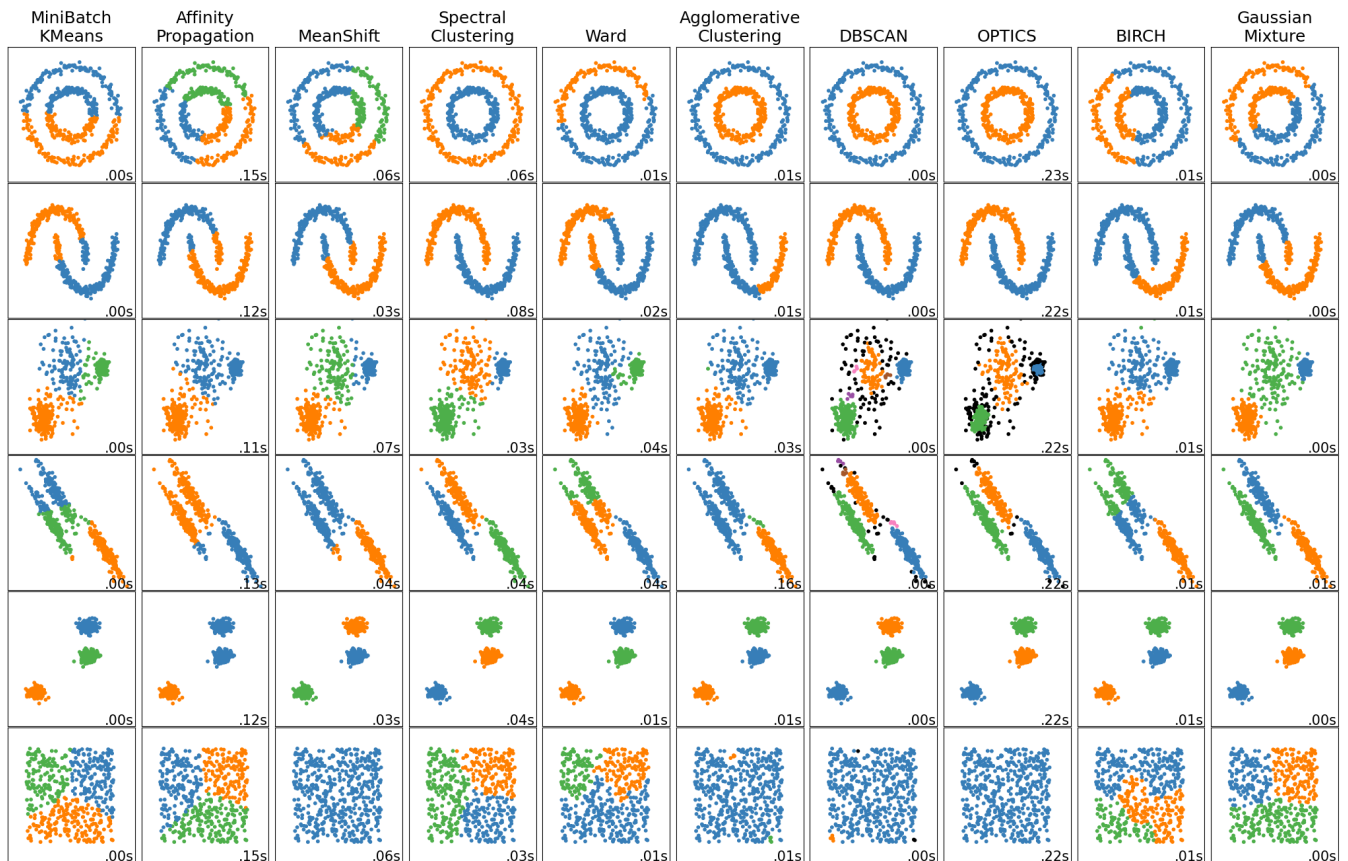 MiniBatch
KMeans
Affinity
Propagation
MeanShift
Spectral
Clustering
Ward
Agglomerative
Clustering
DBSCAN
OPTICS
BIRCH
Gaussian
Mixture
.00s
.15s
.06s
.06s
.01s
.01s
.00s
.23s
.01s
.00s
.00s
.12s
.03s
.08s
.02s
.01s
.00s
.22s
.01s
.00s
.00s
.11s
.07s
.03s
.04s
.03s
.00s
.22s
.01s
.00s
.00s
.13s
.04s
.04s
.04s
.16s
.00s
.22s
.01s
.01s
.00s
.12s
.03s
.04s
.01s
.01s
.00s
.22s
.01s
.00s
.00s
.15s
.06s
.03s
.01s
.01s
.00s
.22s
.01s
.00s